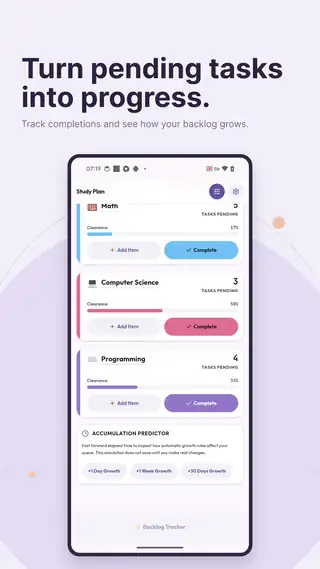 Turn pending tasks
into progress.
Track completions and see how your backlog grows.
07:19
Study Plan
Math
5
TASKS PENDING
Clearance:
17%
+ Add Item
✓ Complete
Computer Science
3
TASKS PENDING
Clearance:
58%
+ Add Item
✓ Complete
Programming
4
TASKS PENDING
Clearance:
33%
+ Add Item
✓ Complete
ACCUMULATION PREDICTOR
Fast forward elapsed time to inspect how automatic growth rules affect your
queue. This simulation does not save until you make real changes.
+1 Day Growth
+1 Week Growth
+30 Days Growth
Backlog Tracker